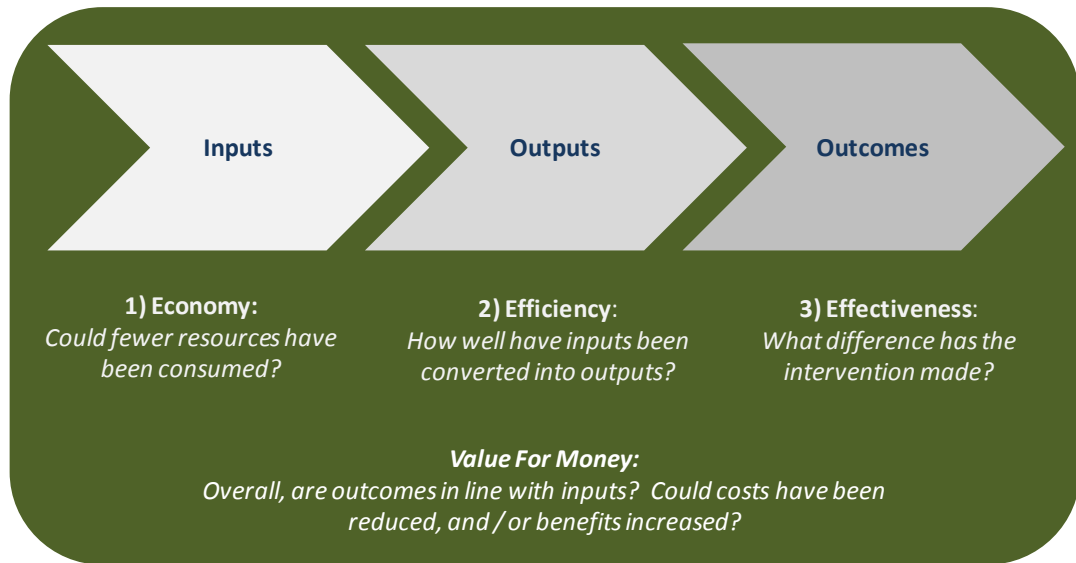 Inputs
Outputs
Outcomes
1) Economy:
Could fewer resources have
been consumed?
2) Efficiency:
How well have inputs been
converted into outputs?
3) Effectiveness:
What difference has the
intervention made?
Value For Money:
Overall, are outcomes in line with inputs? Could costs have been
reduced, and / or benefits increased?